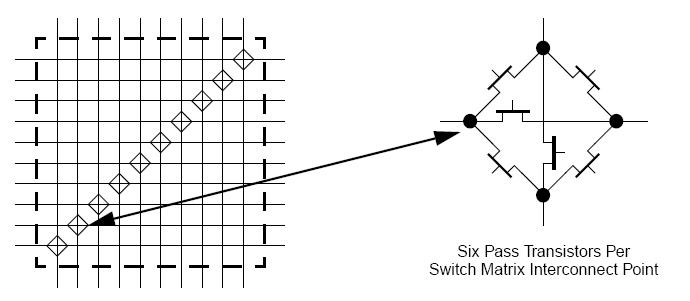 Six Pass Transistors Per
Switch Matrix Interconnect Point